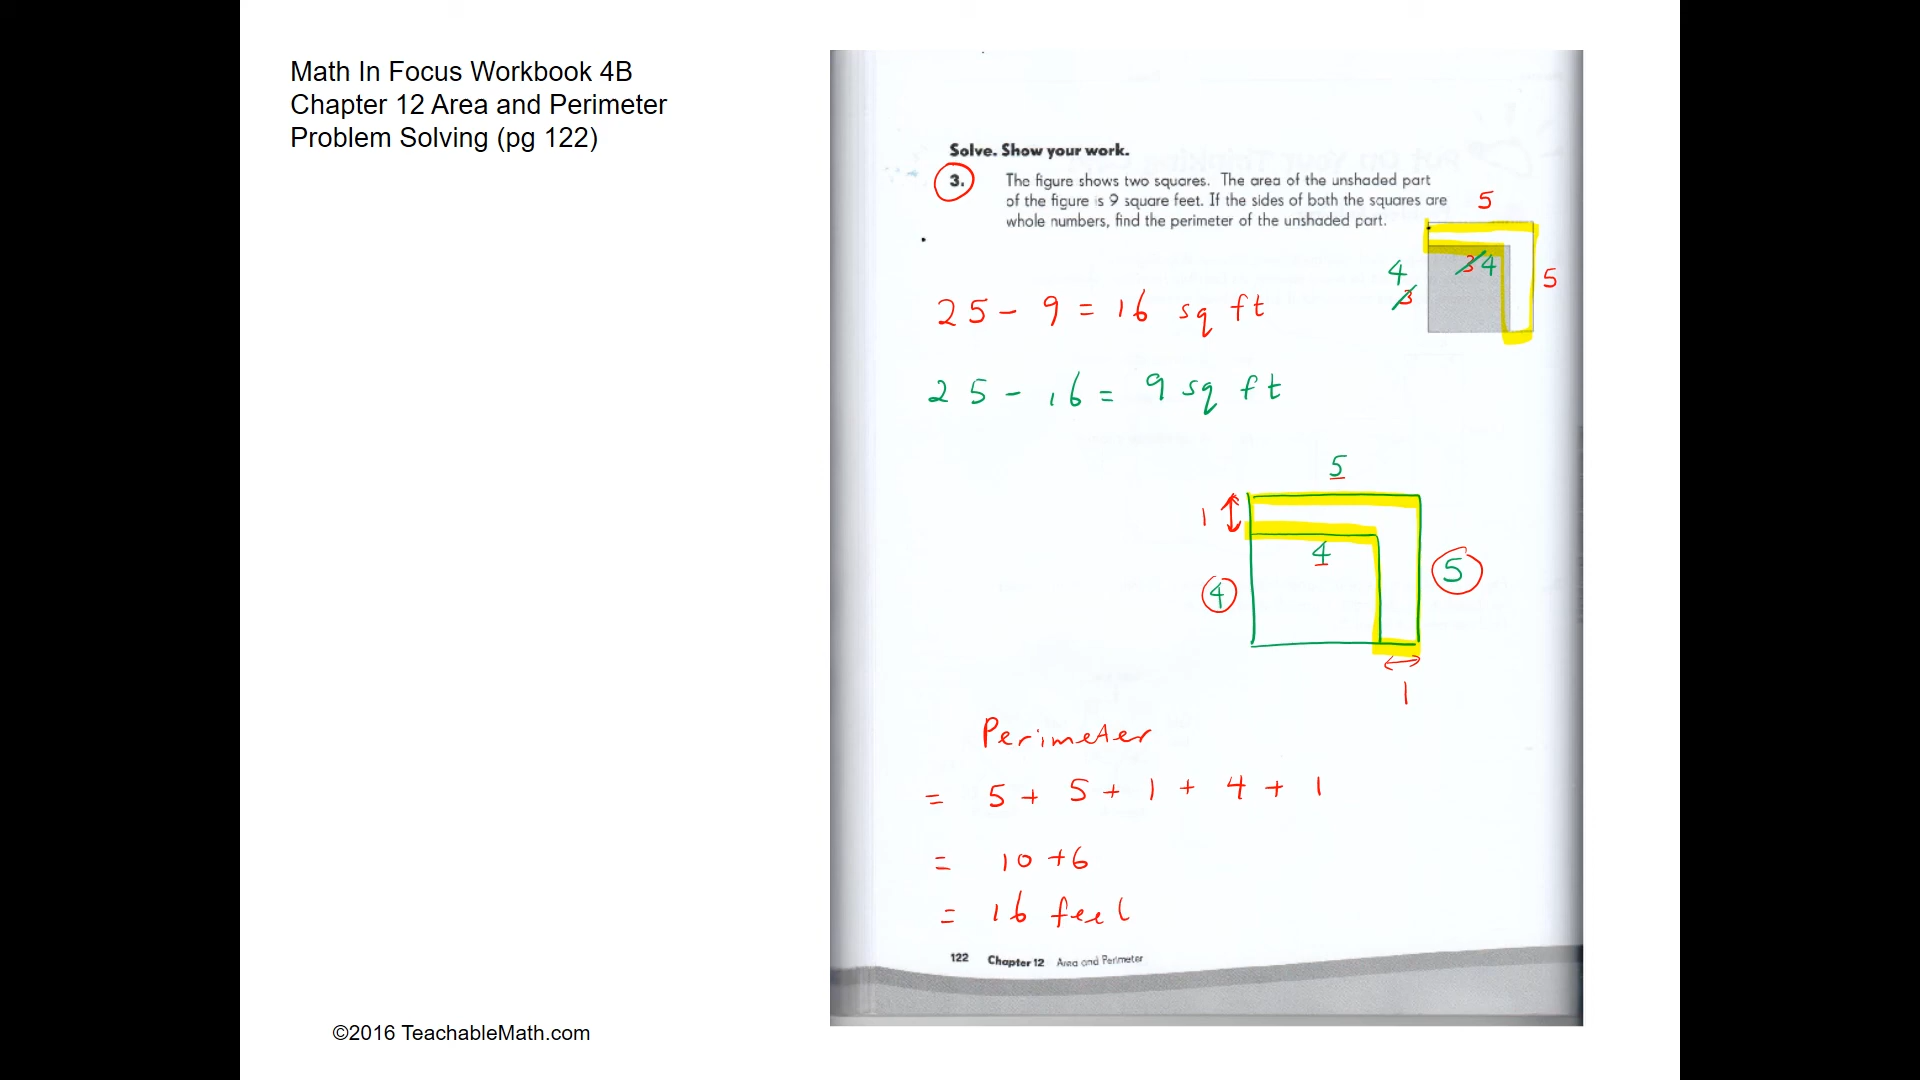 Math In Focus Workbook 4B
Chapter 12 Area and Perimeter
Problem Solving (pg 122)
Solve. Show your work.
3. The figure shows two squares. The area of the unshaded part
of the figure is 9 square feet. If the sides of both the squares are
whole numbers, find the perimeter of the unshaded part.
5
3 4
4
3
5
25 - 9 = 16 sq ft
25 - 16 = 9 sq ft
5
1
4
4
5
1
Perimeter
= 5 + 5 + 1 + 4 + 1
= 10 + 6
= 16 feet
122 Chapter 12 Area and Perimeter
©2016 TeachableMath.com